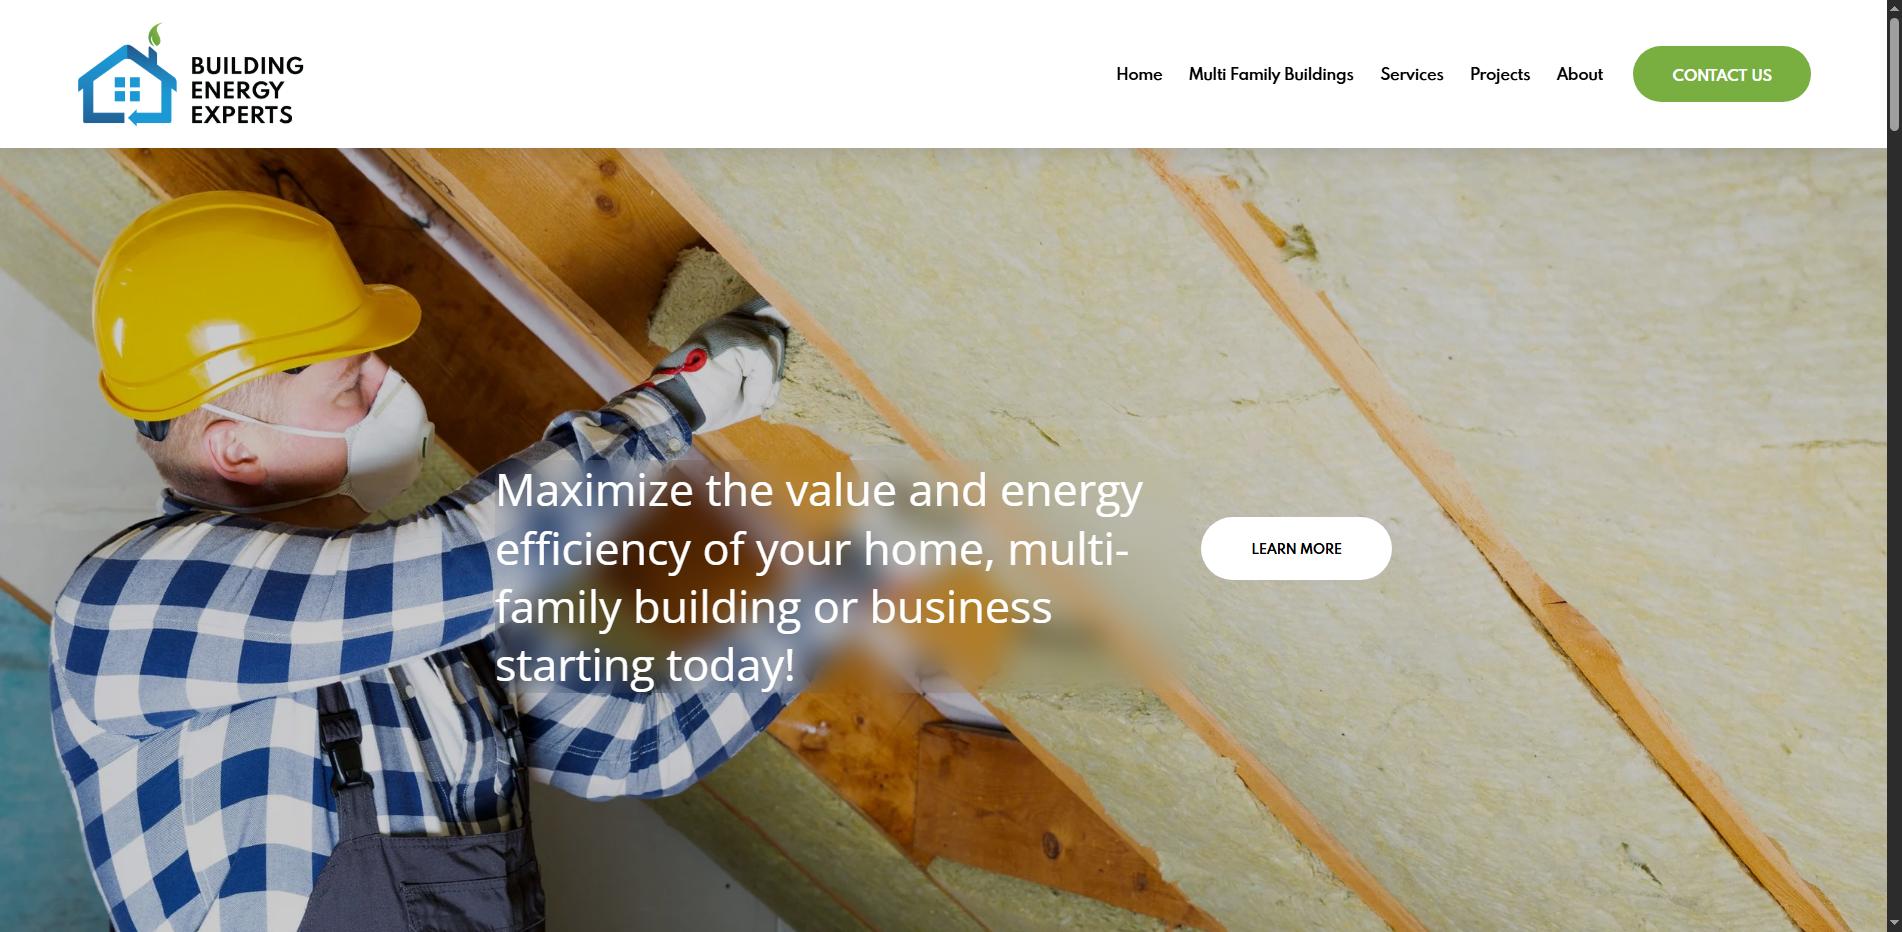 BUILDING
ENERGY
EXPERTS
Home Multi Family Buildings Services Projects About CONTACT US
Maximize the value and energy
efficiency of your home, multi-
family building or business
starting today!
LEARN MORE